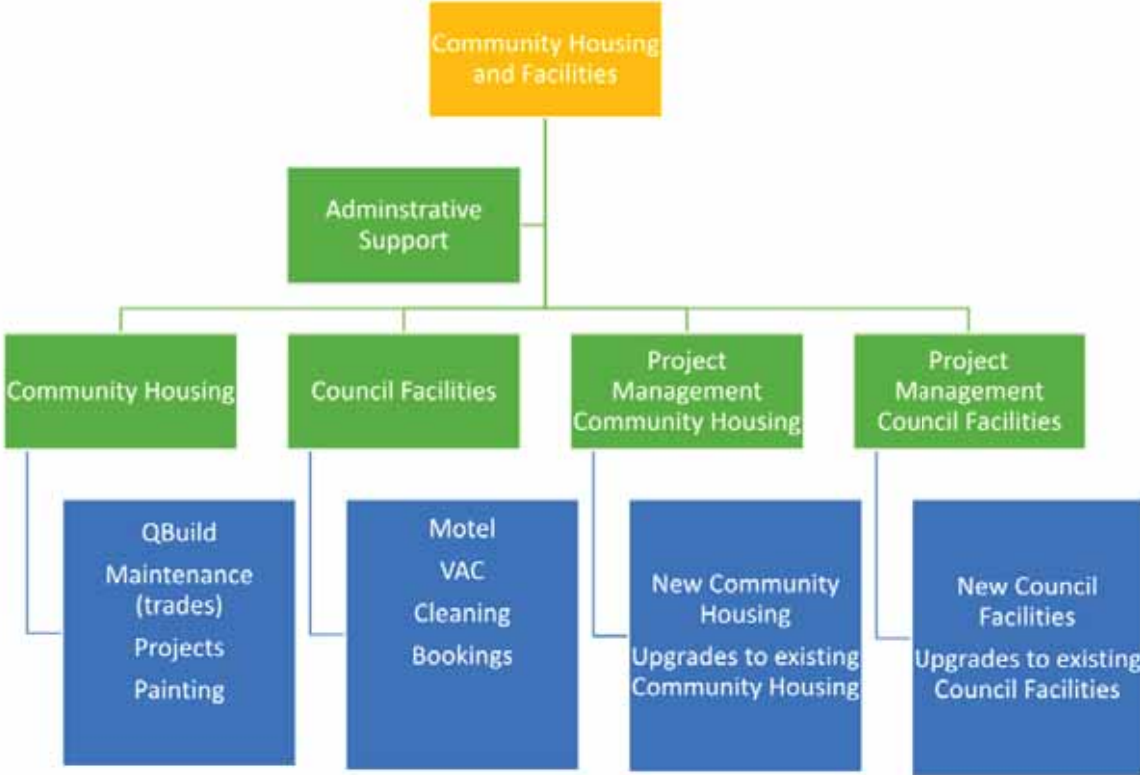 Community Housing
and Facilities
Adminstrative
Support
Community Housing
Council Facilities
Project
Management
Community Housing
Project
Management
Council Facilities
QBuild
Maintenance
(trades)
Projects
Painting
Motel
VAC
Cleaning
Bookings
New Community
Housing
Upgrades to existing
Community Housing
New Council
Facilities
Upgrades to existing
Council Facilities